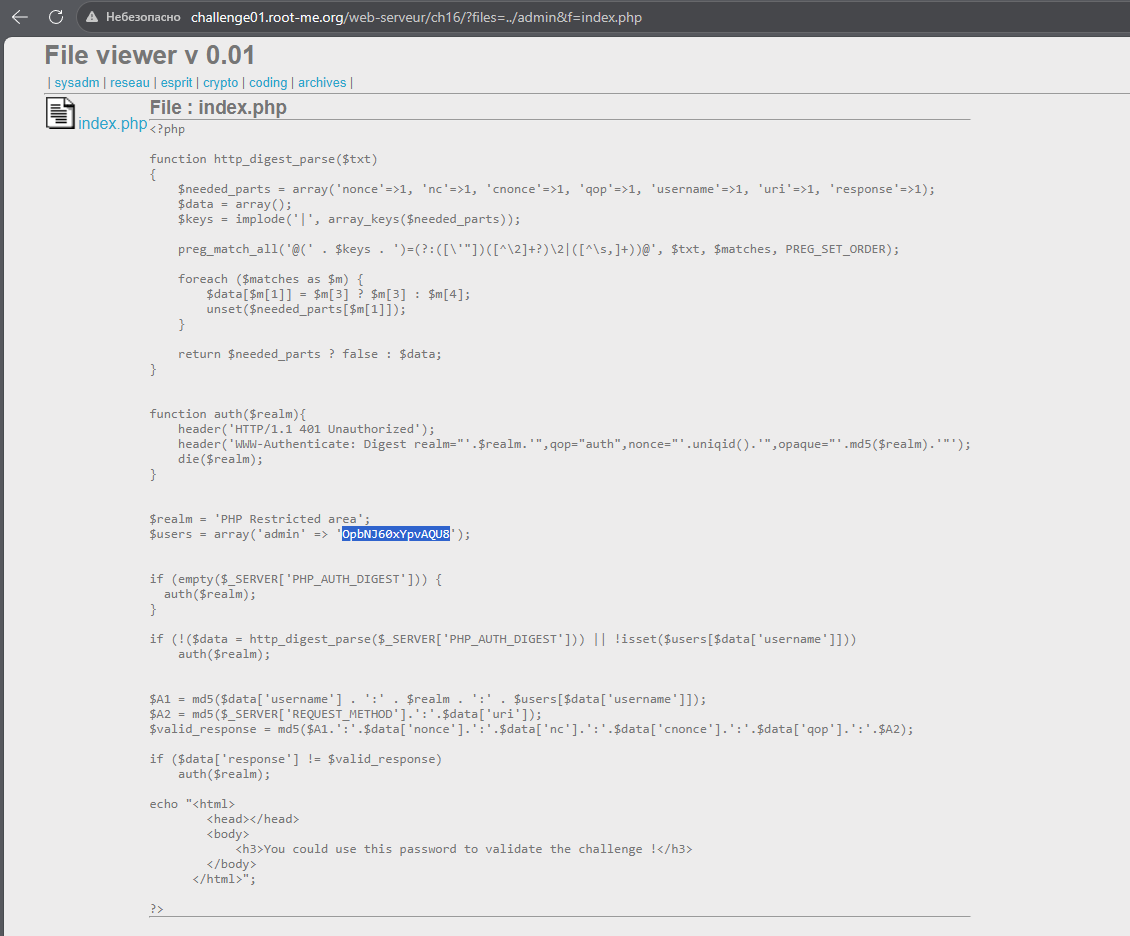 Небезопасно challenge01.root-me.org/web-serveur/ch16/?files=../admin&f=index.php
File viewer v 0.01
| sysadm | reseau | esprit | crypto | coding | archives |
index.php
File : index.php
<?php
function http_digest_parse($txt)
{
    $needed_parts = array('nonce'=>1, 'nc'=>1, 'cnonce'=>1, 'qop'=>1, 'username'=>1, 'uri'=>1, 'response'=>1);
    $data = array();
    $keys = implode('|', array_keys($needed_parts));
    preg_match_all('@(' . $keys . ')=(?:([\'"])([^\2]+?)\2|([^\s,]+))@', $txt, $matches, PREG_SET_ORDER);
    foreach ($matches as $m) {
        $data[$m[1]] = $m[3] ? $m[3] : $m[4];
        unset($needed_parts[$m[1]]);
    }
    return $needed_parts ? false : $data;
}
function auth($realm){
    header('HTTP/1.1 401 Unauthorized');
    header('WWW-Authenticate: Digest realm="'.$realm.'",qop="auth",nonce="'.uniqid().'",opaque="'.md5($realm).'"');
    die($realm);
}
$realm = 'PHP Restricted area';
$users = array('admin' => 'OpbNJ60xYpvAQU8');
if (empty($_SERVER['PHP_AUTH_DIGEST'])) {
  auth($realm);
}
if (!($data = http_digest_parse($_SERVER['PHP_AUTH_DIGEST'])) || !isset($users[$data['username']]))
    auth($realm);
$A1 = md5($data['username'] . ':' . $realm . ':' . $users[$data['username']]);
$A2 = md5($_SERVER['REQUEST_METHOD'].':'.$data['uri']);
$valid_response = md5($A1.':'.$data['nonce'].':'.$data['nc'].':'.$data['cnonce'].':'.$data['qop'].':'.$A2);
if ($data['response'] != $valid_response)
    auth($realm);
echo "<html>
        <head></head>
        <body>
            <h3>You could use this password to validate the challenge !</h3>
        </body>
      </html>";
?>